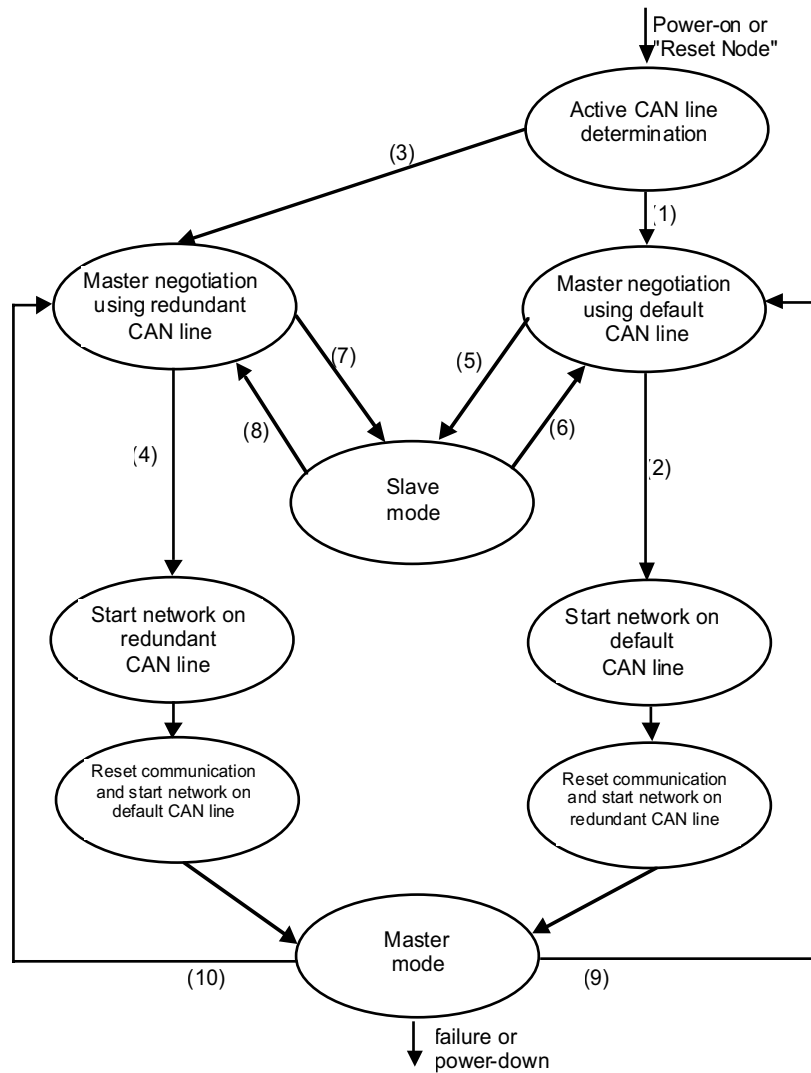 Power-on or
"Reset Node"
Active CAN line
determination
(3)
(1)
Master negotiation
using redundant
CAN line
Master negotiation
using default
CAN line
(7)
(5)
(8)
(6)
(4)
(2)
Slave
mode
Start network on
redundant
CAN line
Start network on
default
CAN line
Reset communication
and start network on
default CAN line
Reset communication
and start network on
redundant CAN line
Master
mode
(10)
(9)
failure or
power-down